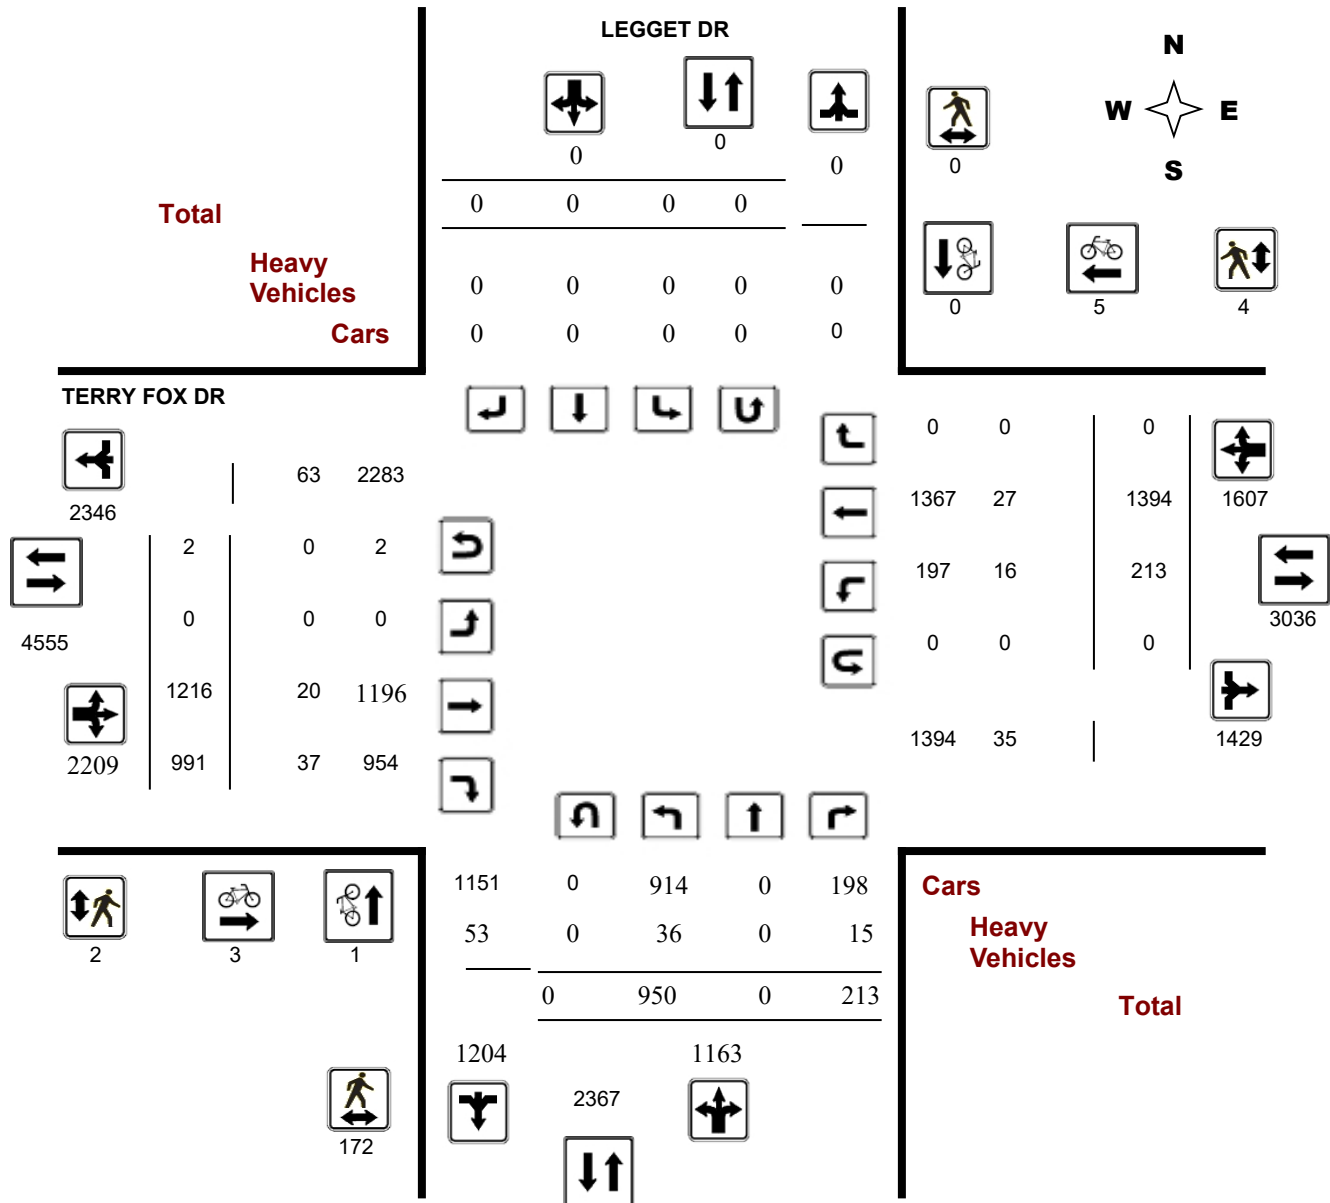 LEGGET DR
N
W E
S
0
0
0
0
0
Total
0 0 0 0
Heavy
Vehicles
0 0 0 0 0
0 5 4
Cars
0 0 0 0 0
TERRY FOX DR
0 0 0
63 2283
2346
1367 27 1394 1607
2 0 2
197 16 213
4555
0 0 0
3036
0 0 0
1216 20 1196
2209
991 37 954
1394 35 1429
1151 0 914 0 198
Cars
53 0 36 0 15
Heavy
Vehicles
2 3 1
0 950 0 213
Total
1204 1163
2367
172